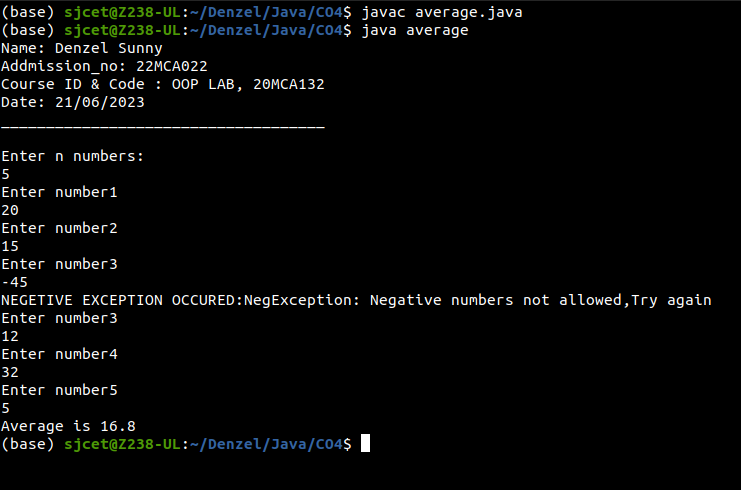 (base) sjcet@Z238-UL:~/Denzel/Java/CO4$ javac average.java
(base) sjcet@Z238-UL:~/Denzel/Java/CO4$ java average
Name: Denzel Sunny
Addmission_no: 22MCA022
Course ID & Code : OOP LAB, 20MCA132
Date: 21/06/2023
____________________________________
Enter n numbers:
5
Enter number1
20
Enter number2
15
Enter number3
-45
NEGETIVE EXCEPTION OCCURED:NegException: Negative numbers not allowed,Try again
Enter number3
12
Enter number4
32
Enter number5
5
Average is 16.8
(base) sjcet@Z238-UL:~/Denzel/Java/CO4$